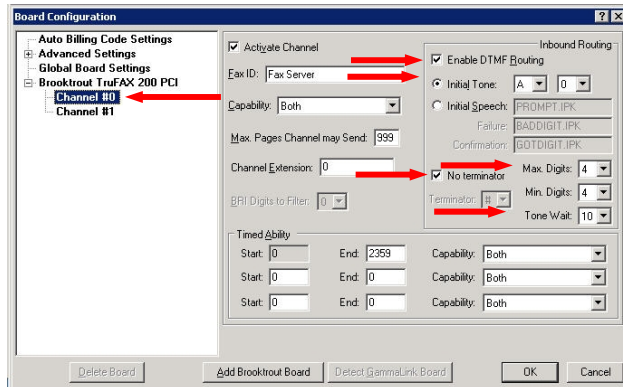 Board Configuration
Auto Billing Code Settings
Advanced Settings
Global Board Settings
Brooktrout TruFAX 200 PCI
Channel #0
Channel #1
Activate Channel
Fax ID: Fax Server
Capability: Both
Max. Pages Channel may Send: 999
Channel Extension: 0
BRI Digits to Filter: 0
Inbound Routing
Enable DTMF Routing
Initial Tone: A 0
Initial Speech: PROMPT.IPK
Failure: BADDIGIT.IPK
Confirmation: GOTDIGIT.IPK
No terminator Max. Digits: 4
Terminator: # Min. Digits: 4
Tone Wait: 10
Timed Ability
Start: 0 End: 2359 Capability: Both
Start: 0 End: 0 Capability: Both
Start: 0 End: 0 Capability: Both
Delete Board Add Brooktrout Board Detect GammaLink Board OK Cancel